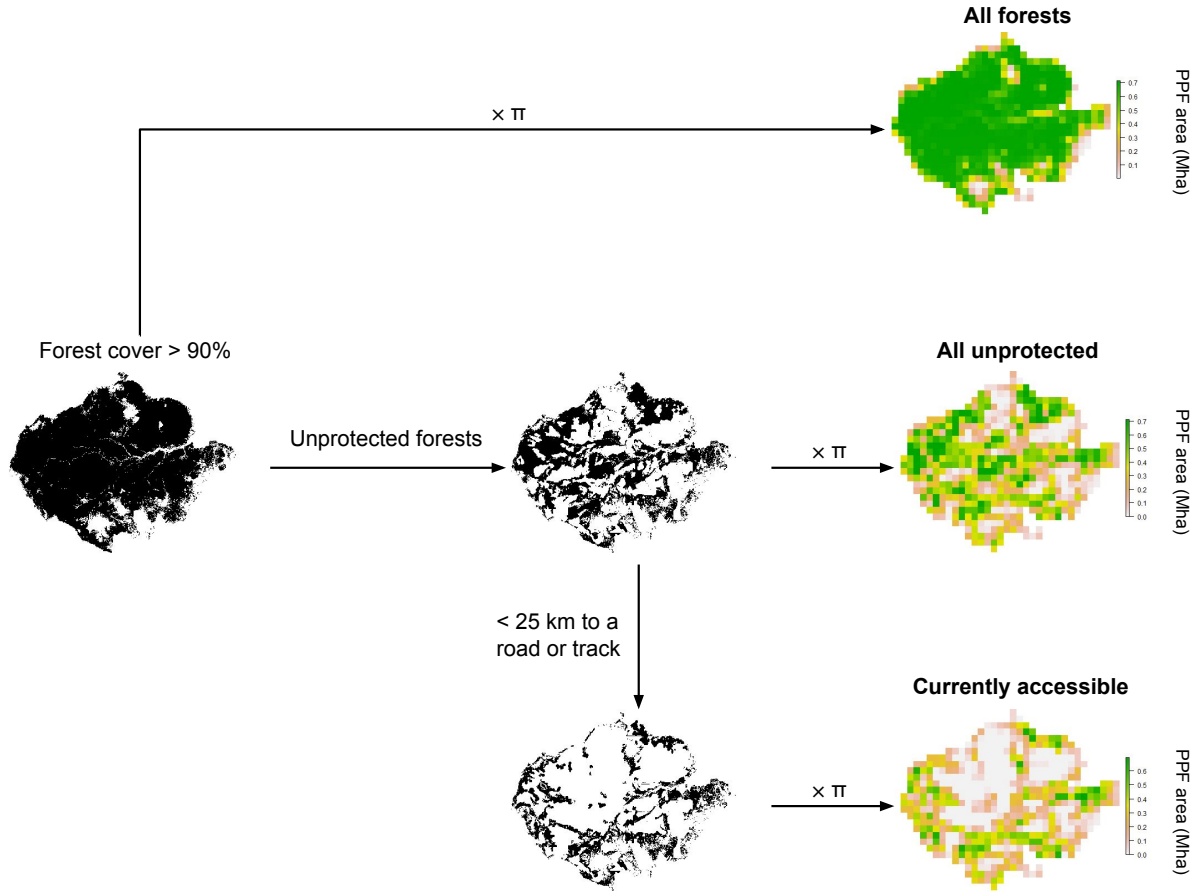 All forests
× π
0.7
0.6
0.5
0.4
0.3
0.2
0.1
PPF area (Mha)
Forest cover > 90%
All unprotected
Unprotected forests
× π
0.7
0.6
0.5
0.4
0.3
0.2
0.1
0.0
PPF area (Mha)
< 25 km to a
road or track
Currently accessible
× π
0.6
0.5
0.4
0.3
0.2
0.1
0.0
PPF area (Mha)